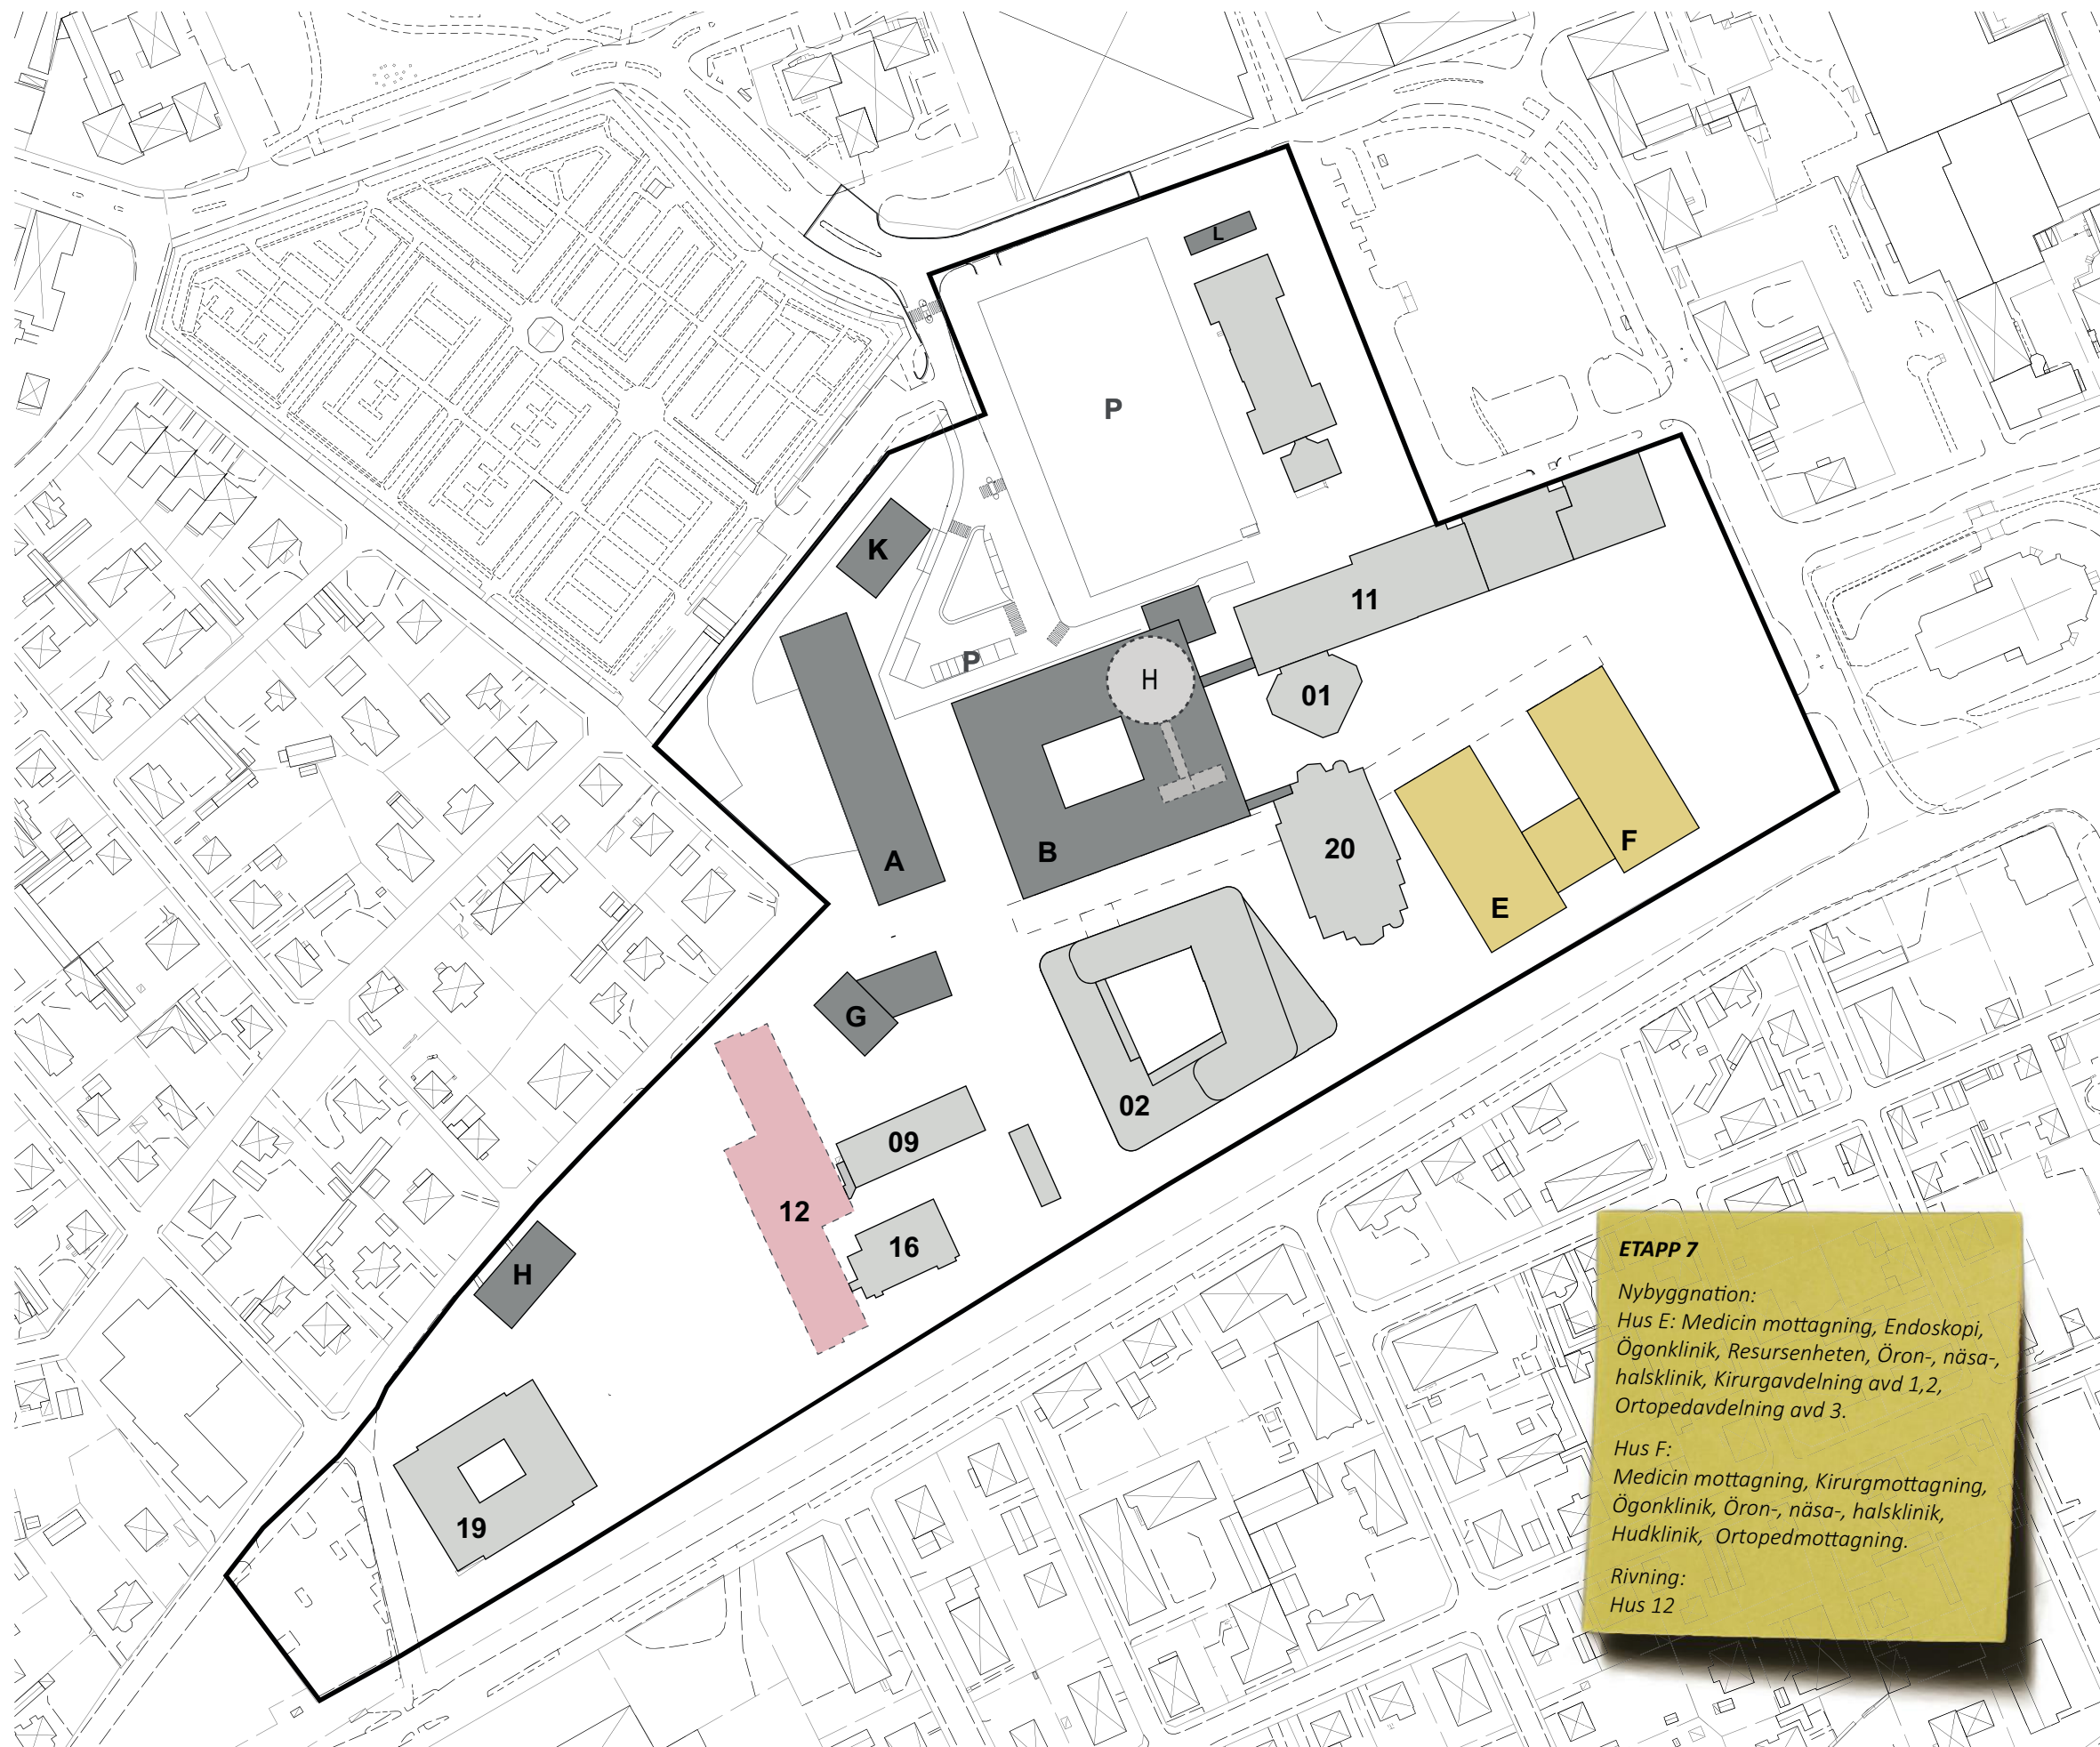 L
P
K
11
P
H
01
A
B
20
F
E
G
02
09
12
16
H
19
ETAPP 7
Nybyggnation:
Hus E: Medicin mottagning, Endoskopi,
Ögonklinik, Resursenheten, Öron-, näsa-,
halsklinik, Kirurgavdelning avd 1,2,
Ortopedavdelning avd 3.
Hus F:
Medicin mottagning, Kirurgmottagning,
Ögonklinik, Öron-, näsa-, halsklinik,
Hudklinik, Ortopedmottagning.
Rivning:
Hus 12